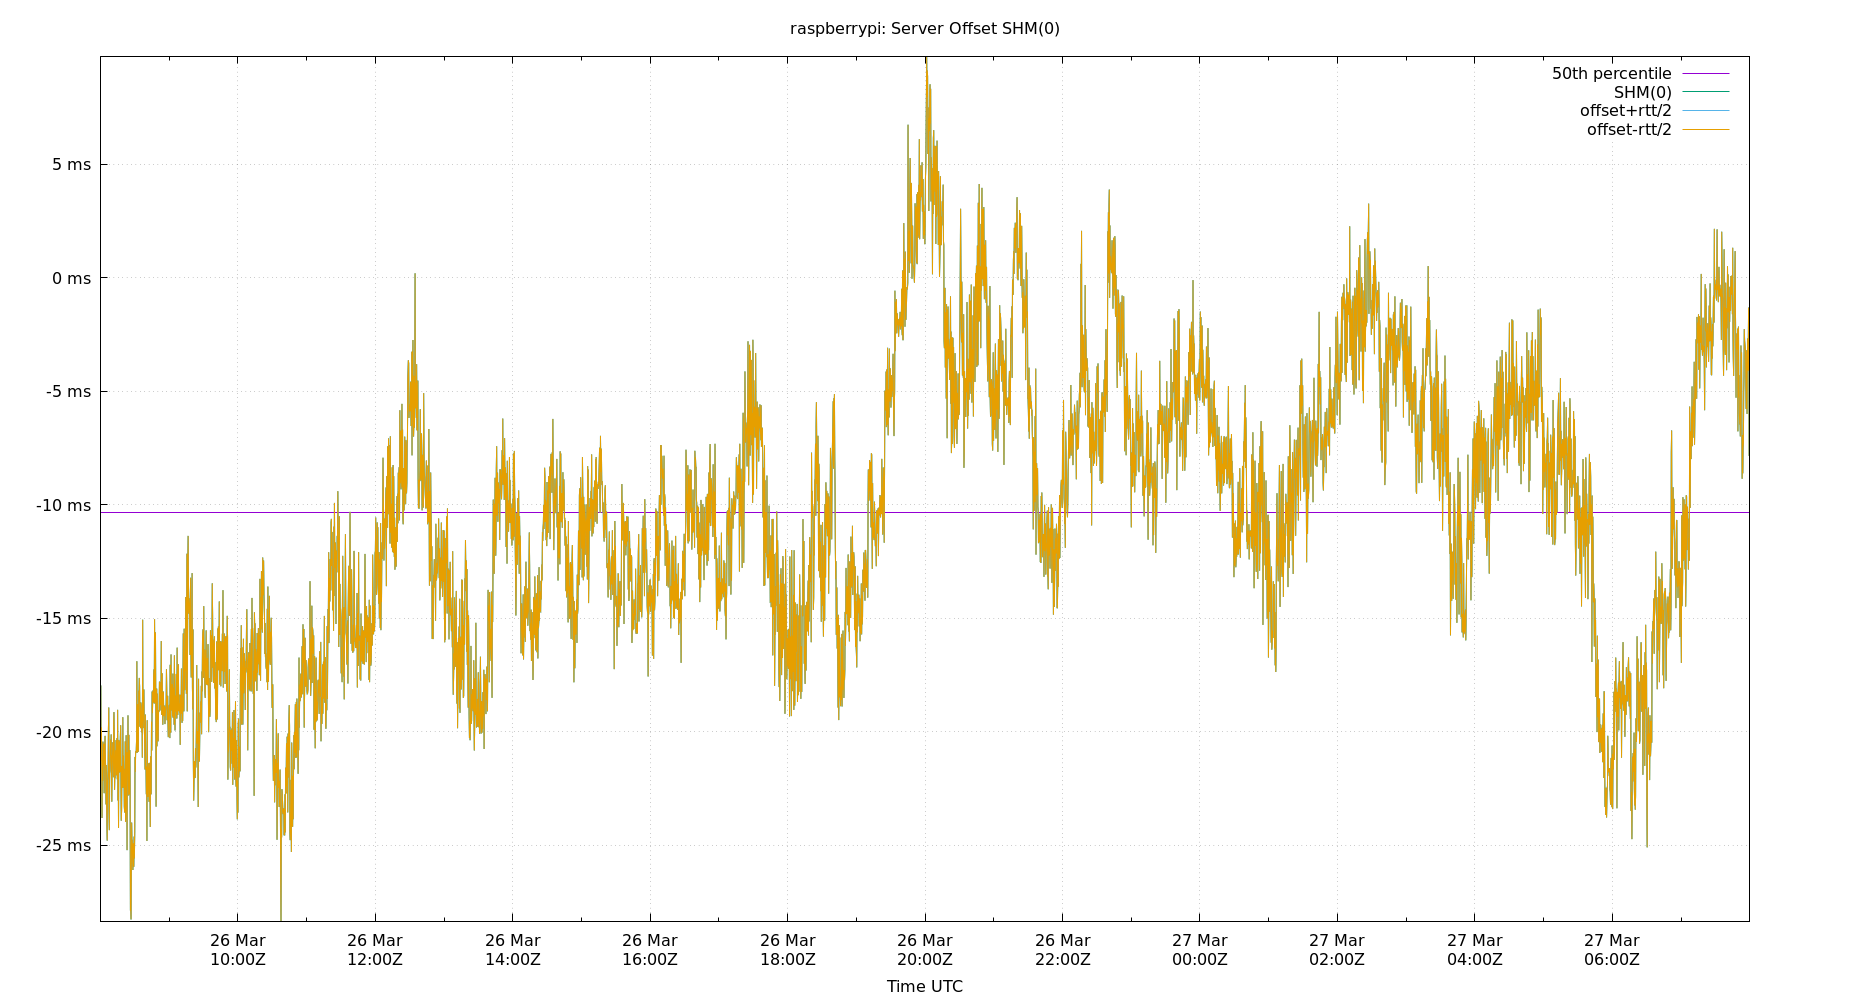 raspberrypi: Server Offset SHM(0)
50th percentile
SHM(0)
offset+rtt/2
offset-rtt/2
5 ms
0 ms
-5 ms
-10 ms
-15 ms
-20 ms
-25 ms
26 Mar 26 Mar 26 Mar 26 Mar 26 Mar 26 Mar 26 Mar 27 Mar 27 Mar 27 Mar 27 Mar
10:00Z 12:00Z 14:00Z 16:00Z 18:00Z 20:00Z 22:00Z 00:00Z 02:00Z 04:00Z 06:00Z
Time UTC